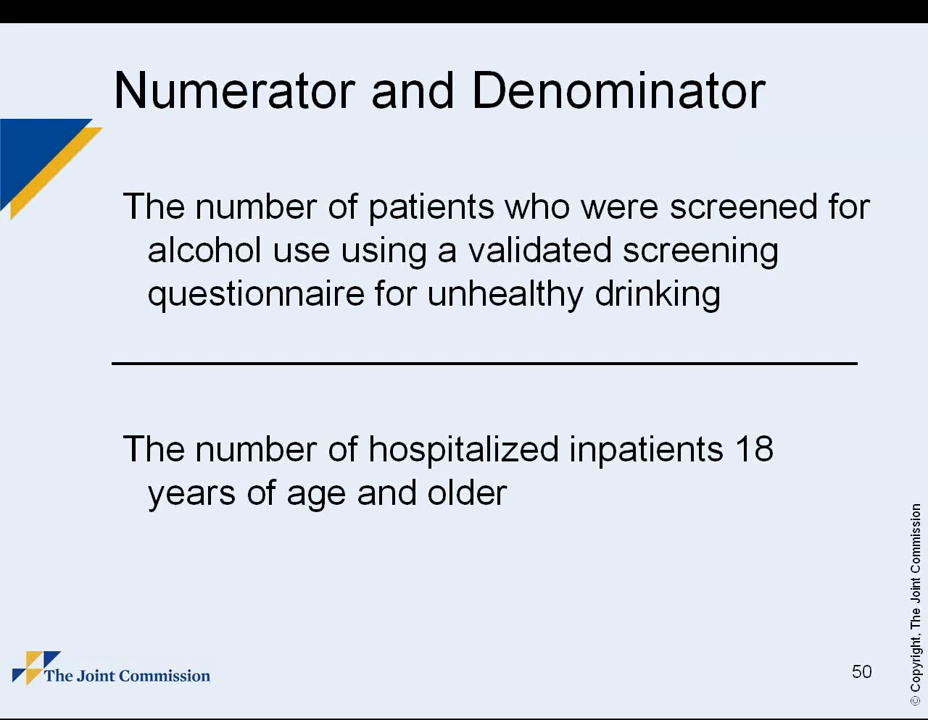 Numerator and Denominator
The number of patients who were screened for
alcohol use using a validated screening
questionnaire for unhealthy drinking
The number of hospitalized inpatients 18
years of age and older
© Copyright, The Joint Commission
The Joint Commission
50